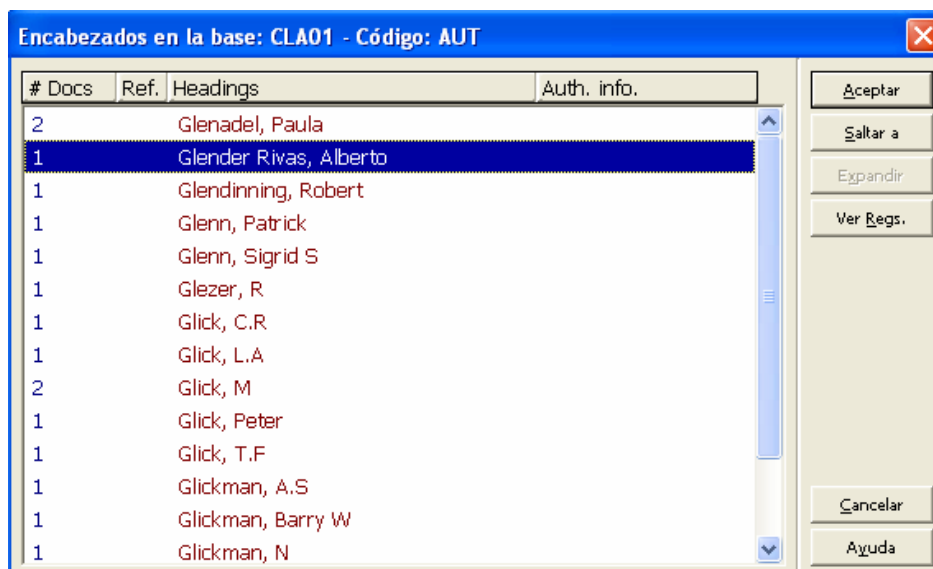 Encabezados en la base: CLA01 - Código: AUT
# Docs Ref. Headings Auth. info.
2 Glenadel, Paula
1 Glender Rivas, Alberto
1 Glendinning, Robert
1 Glenn, Patrick
1 Glenn, Sigrid S
1 Glezer, R
1 Glick, C.R
1 Glick, L.A
2 Glick, M
1 Glick, Peter
1 Glick, T.F
1 Glickman, A.S
1 Glickman, Barry W
1 Glickman, N
Aceptar
Saltar a
Expandir
Ver Regs.
Cancelar
Ayuda